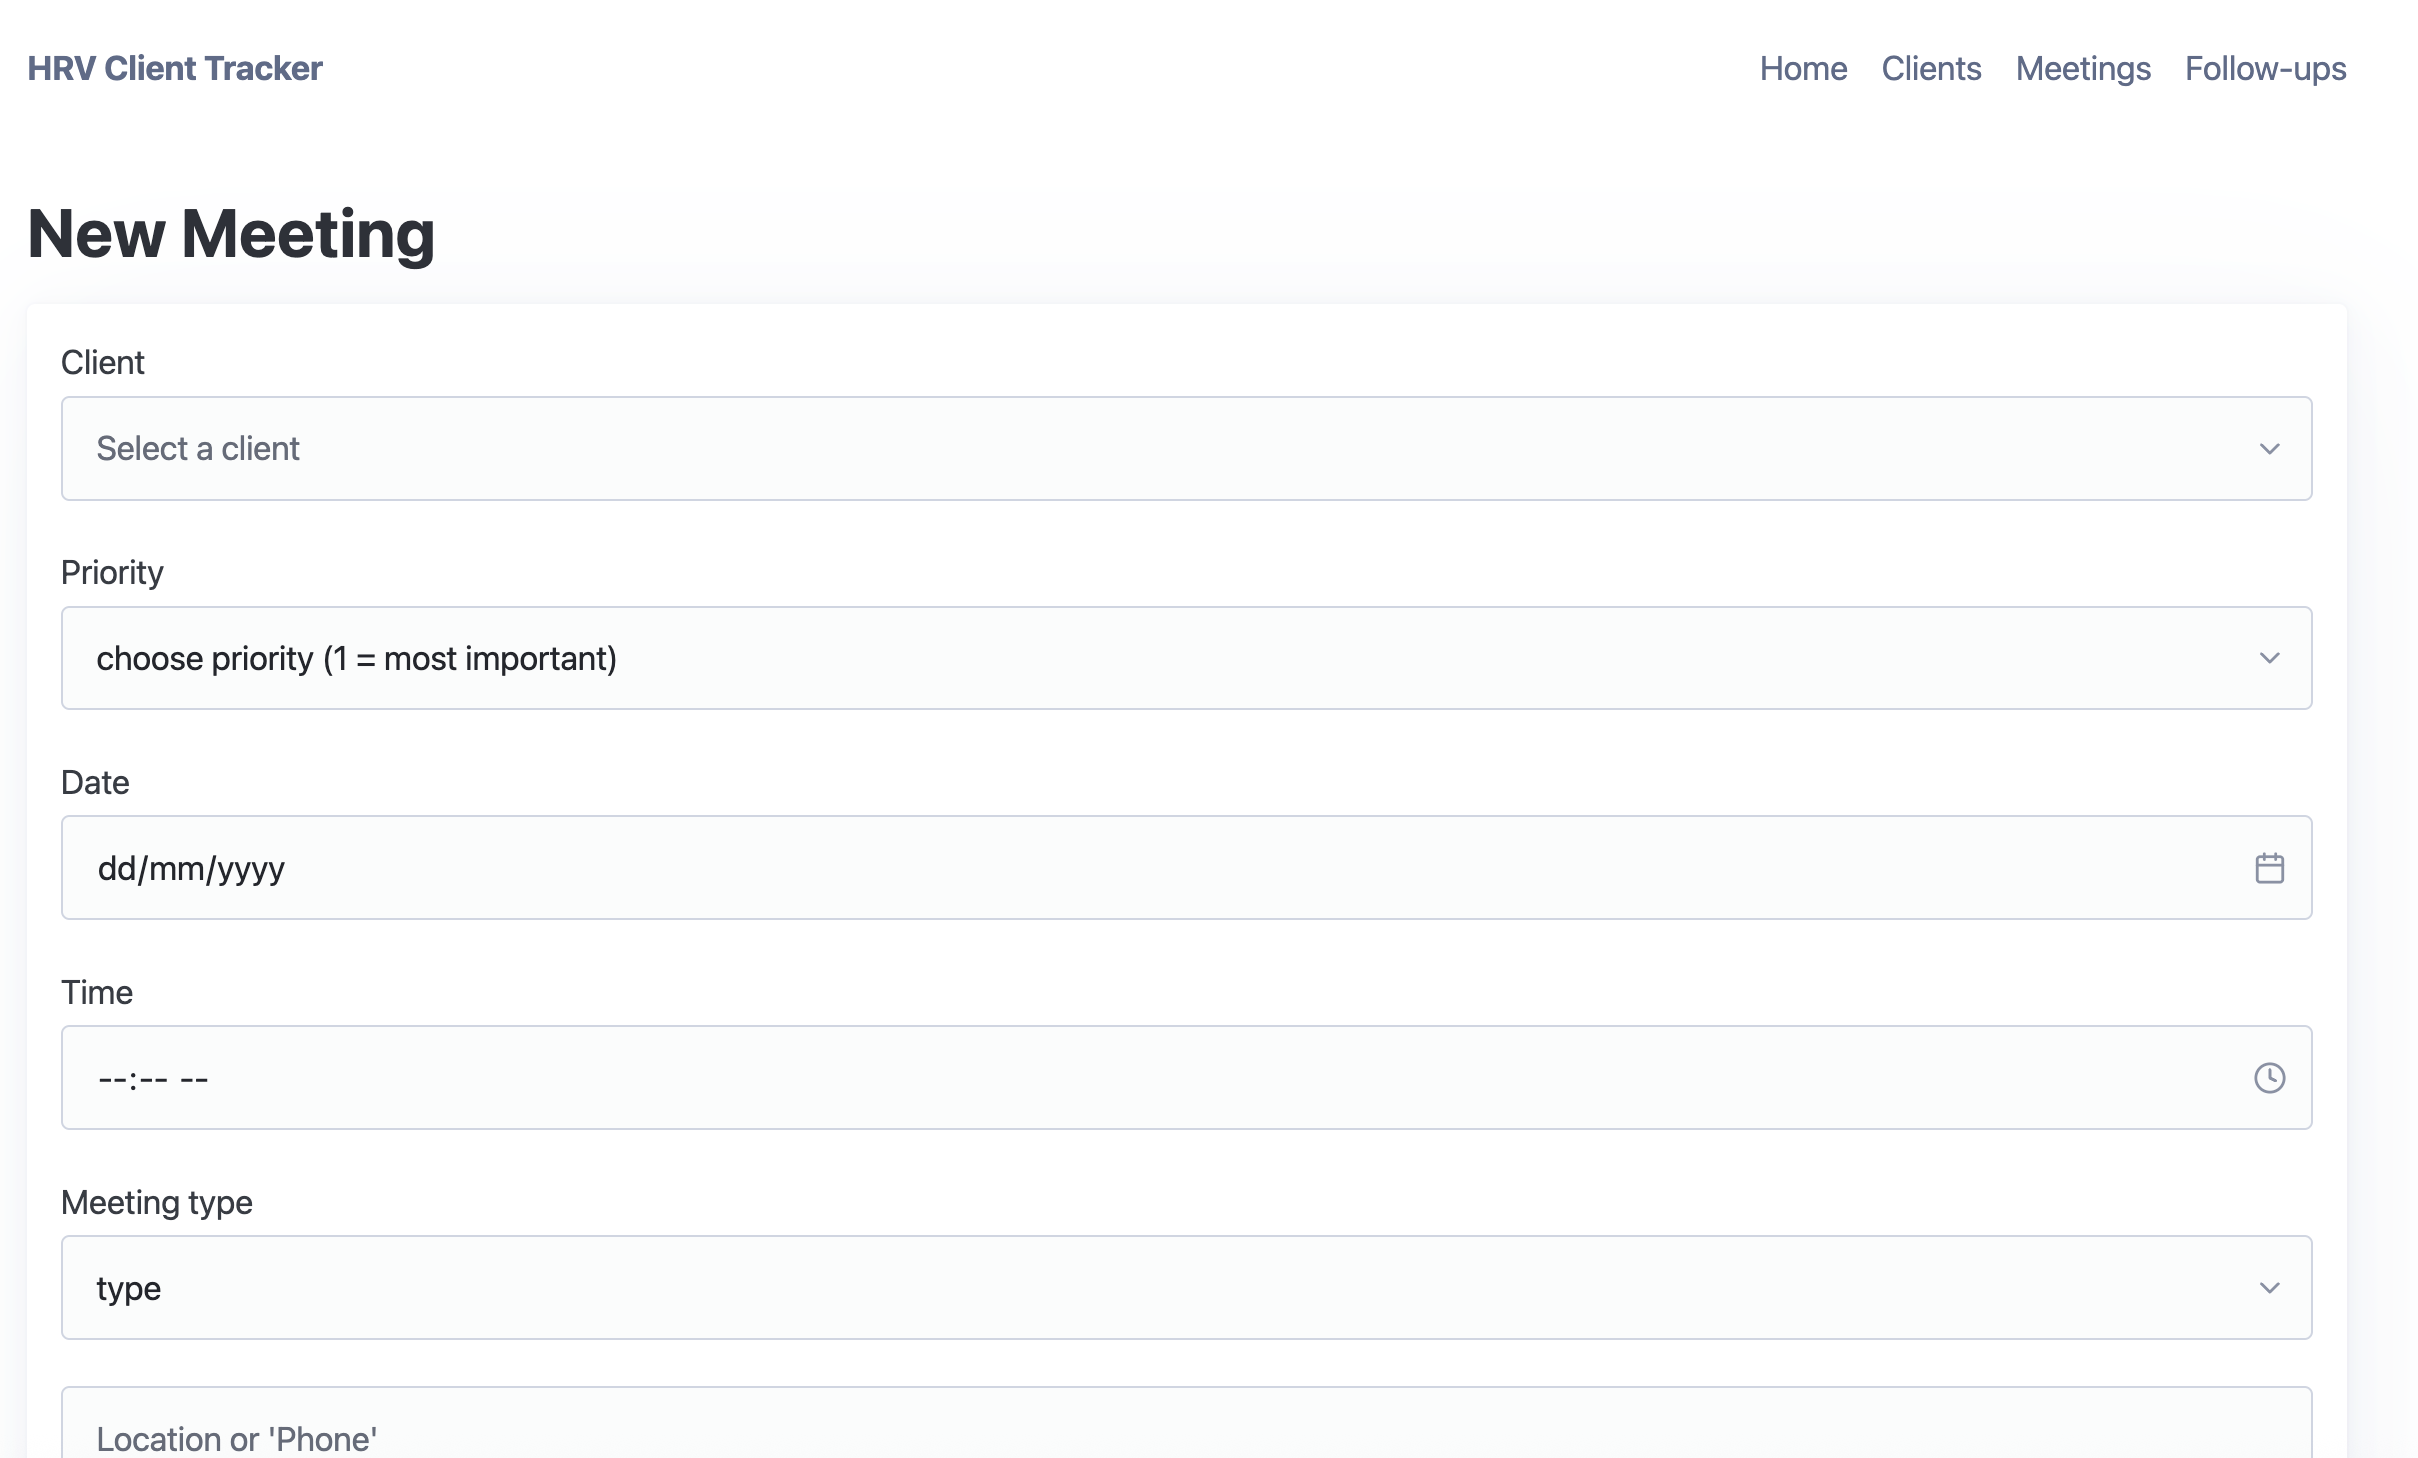 HRV Client Tracker
Home Clients Meetings Follow-ups
New Meeting
Client
Select a client
Priority
choose priority (1 = most important)
Date
dd/mm/yyyy
Time
--:-- --
Meeting type
type
Location or 'Phone'